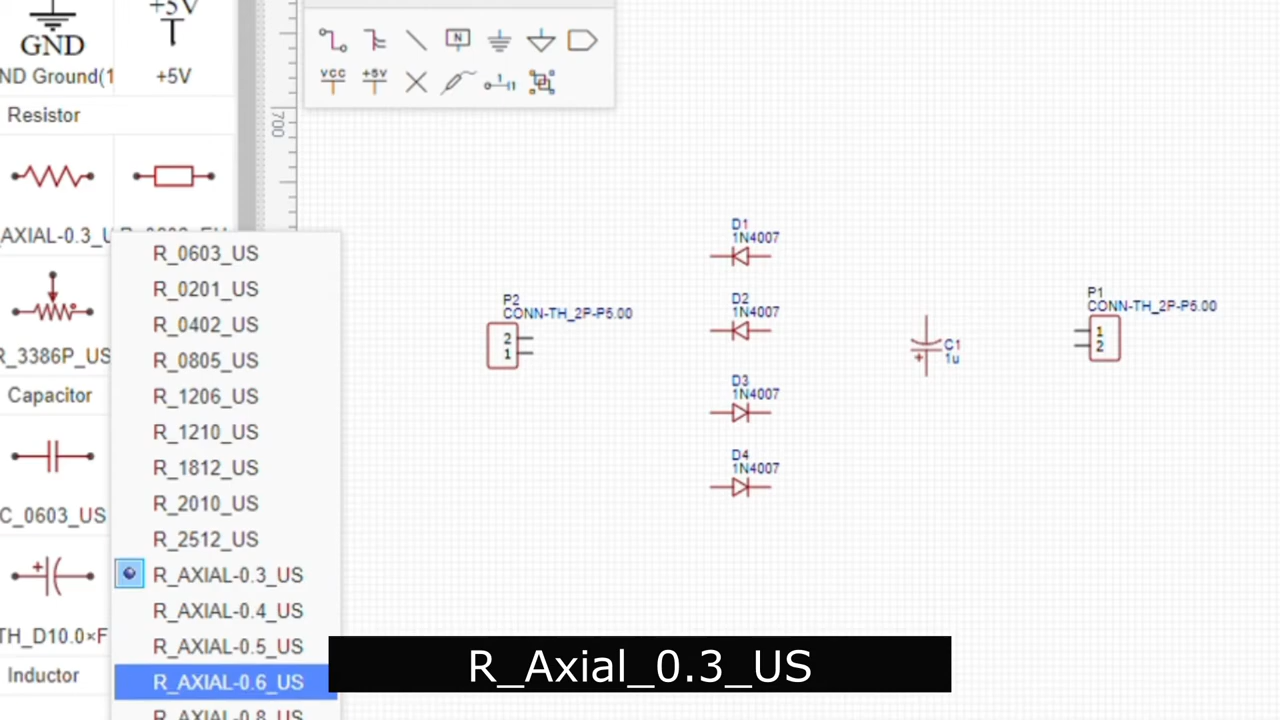 +5V
GND
ND Ground(1
+5V
Resistor
AXIAL-0.3_U
R_3386P_US
Capacitor
C_0603_US
TH_D10.0×F
Inductor
R_0603_US
R_0201_US
R_0402_US
R_0805_US
R_1206_US
R_1210_US
R_1812_US
R_2010_US
R_2512_US
R_AXIAL-0.3_US
R_AXIAL-0.4_US
R_AXIAL-0.5_US
R_AXIAL-0.6_US
R_AXIAL-0.8_US
N
VCC
+5V
700
P2
CONN-TH_2P-P5.00
2
1
D1
1N4007
D2
1N4007
D3
1N4007
D4
1N4007
C1
1u
P1
CONN-TH_2P-P5.00
1
2
R_Axial_0.3_US